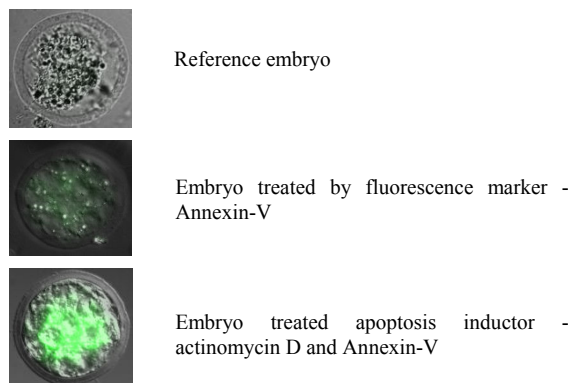 Reference embryo
Embryo treated by fluorescence marker -
Annexin-V
Embryo treated apoptosis inductor -
actinomycin D and Annexin-V